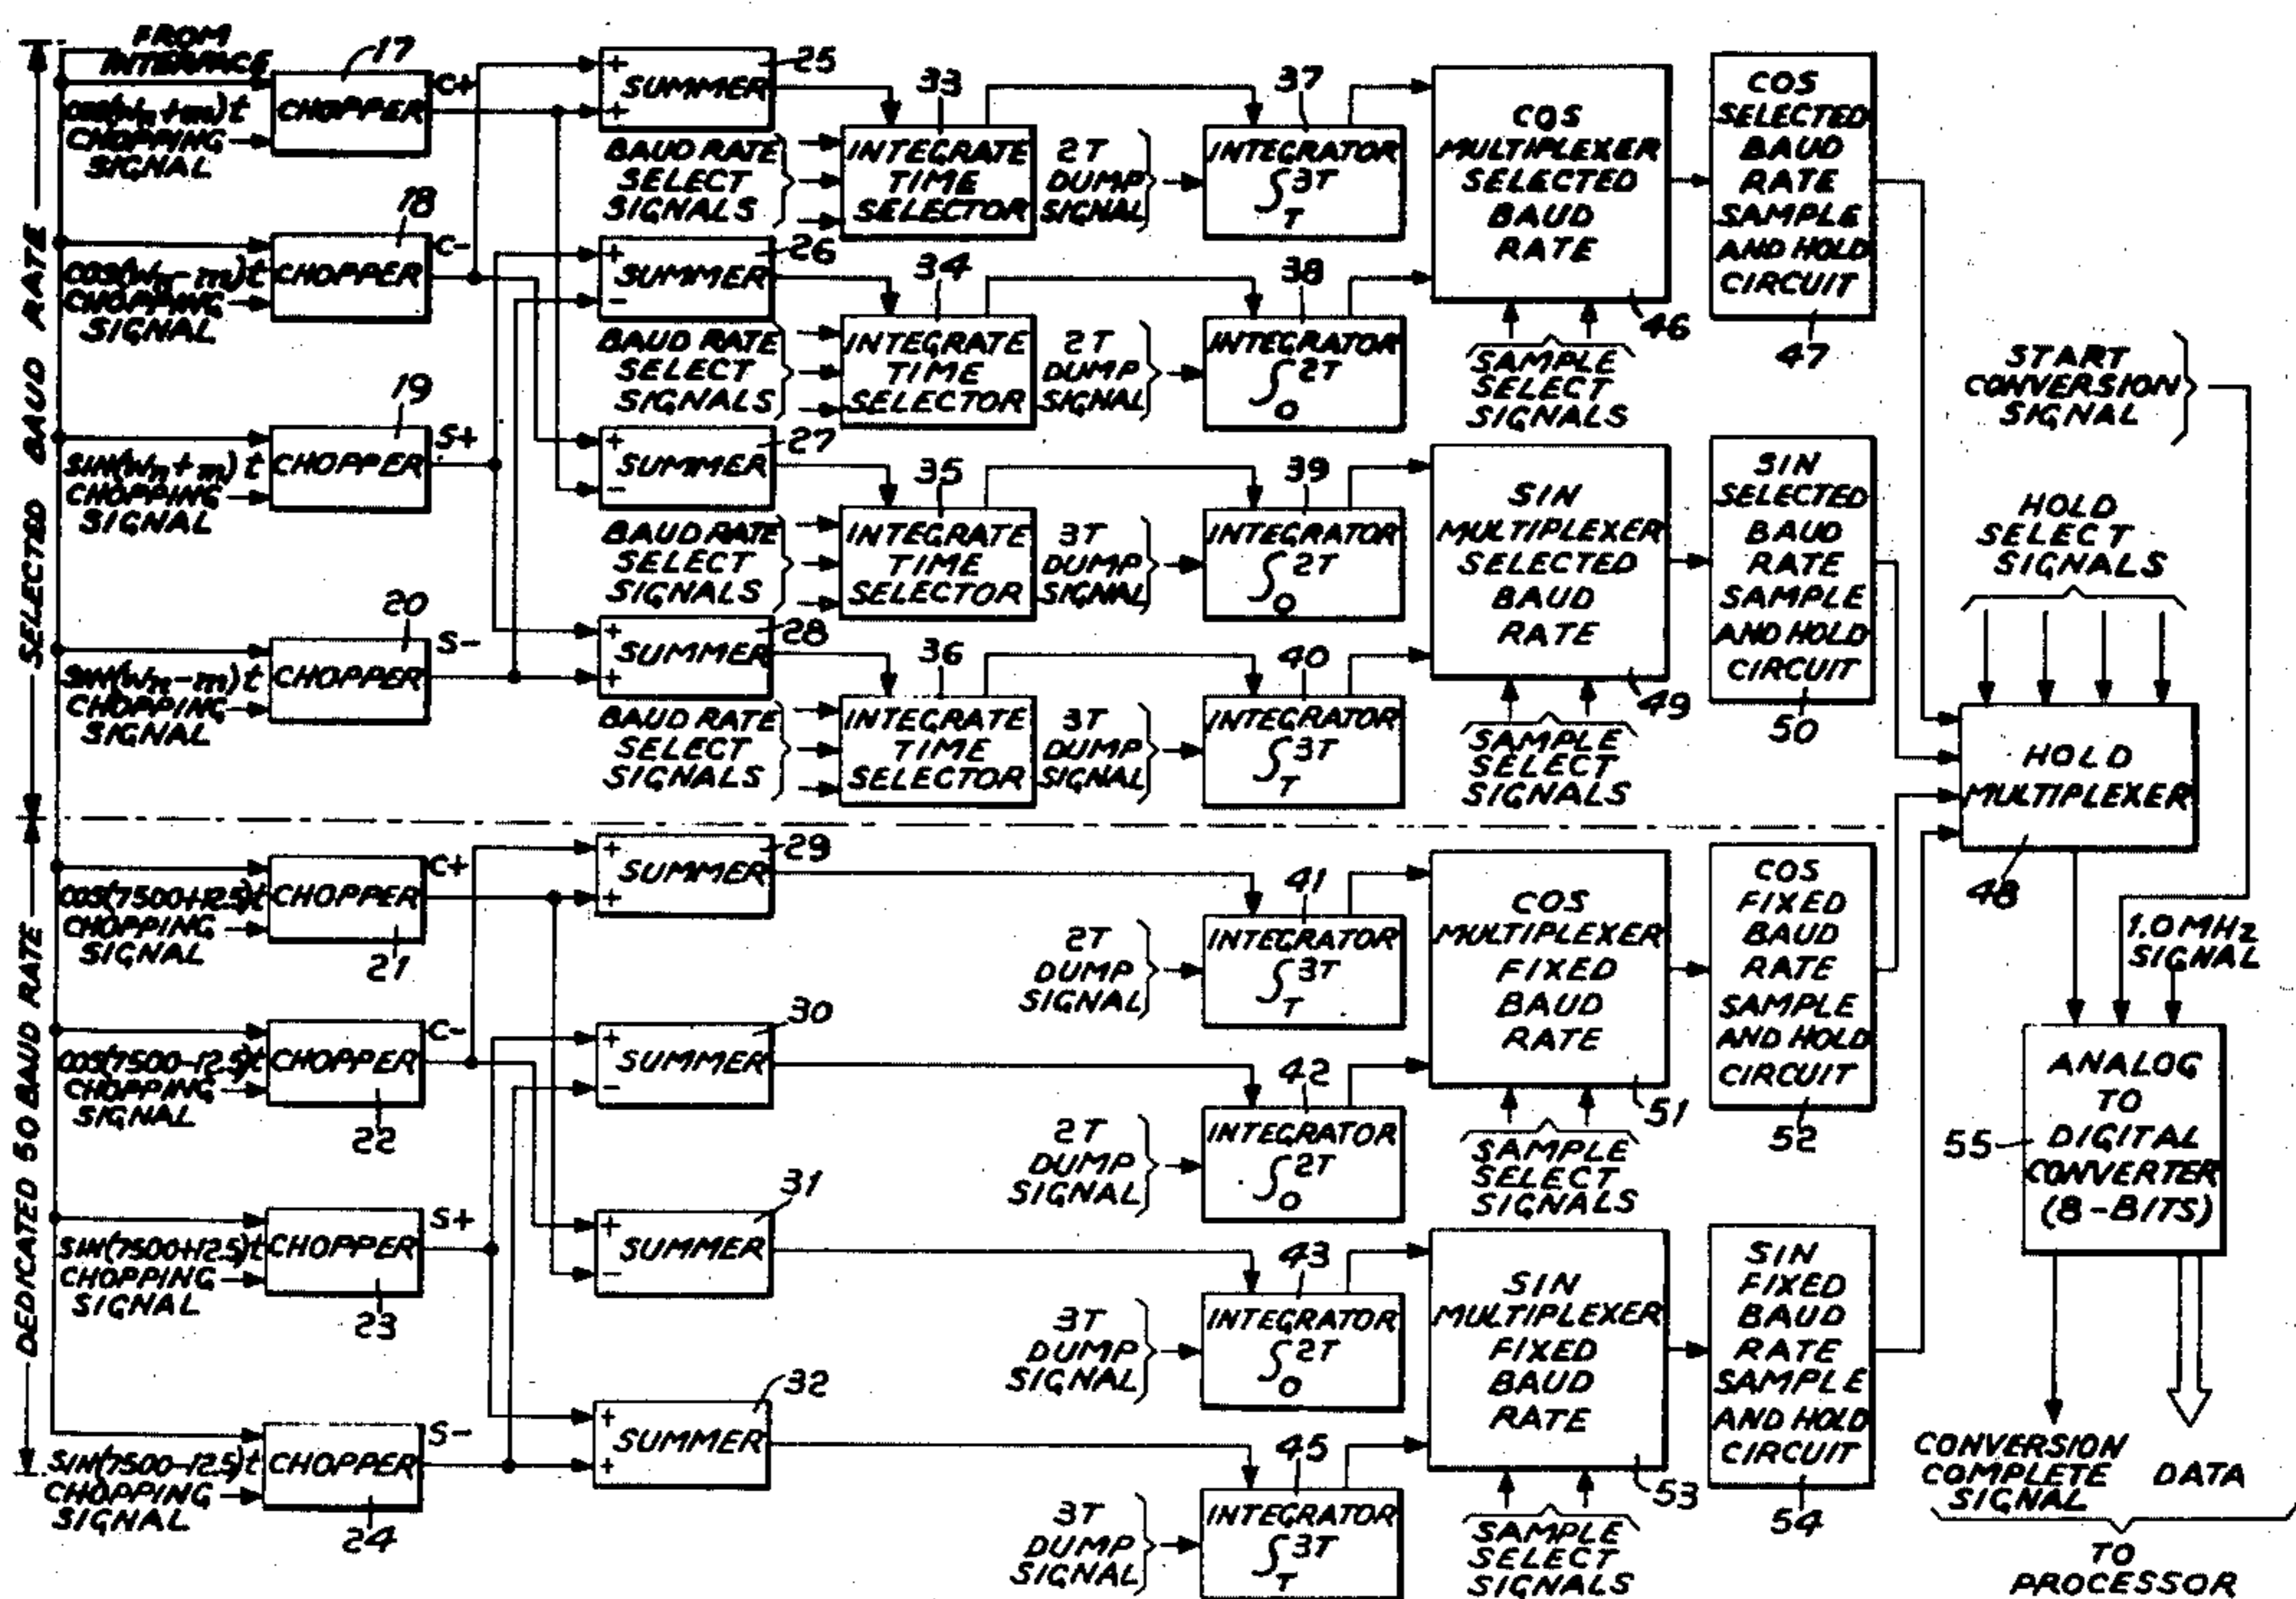 FROM
INTERFACE
SELECTED BAUD RATE
DEDICATED 50 BAUD RATE
17
CHOPPER
C+
COS(Wn+m)t
CHOPPING
SIGNAL
18
CHOPPER
C-
COS(Wn-m)t
CHOPPING
SIGNAL
19
CHOPPER
S+
SIN(Wn+m)t
CHOPPING
SIGNAL
20
CHOPPER
S-
SIN(Wn-m)t
CHOPPING
SIGNAL
CHOPPER
C+
COS(7500+12.5)t
CHOPPING
SIGNAL
21
CHOPPER
C-
COS(7500-12.5)t
CHOPPING
SIGNAL
22
CHOPPER
S+
SIN(7500+12.5)t
CHOPPING
SIGNAL
23
CHOPPER
S-
SIN(7500-12.5)t
CHOPPING
SIGNAL
24
+
SUMMER
+
25
+
SUMMER
-
26
+
SUMMER
-
27
+
SUMMER
+
28
+
SUMMER
+
29
+
SUMMER
-
30
+
SUMMER
-
31
+
SUMMER
+
32
BAUD RATE
SELECT
SIGNALS
33
INTEGRATE
TIME
SELECTOR
BAUD RATE
SELECT
SIGNALS
34
INTEGRATE
TIME
SELECTOR
BAUD RATE
SELECT
SIGNALS
35
INTEGRATE
TIME
SELECTOR
BAUD RATE
SELECT
SIGNALS
36
INTEGRATE
TIME
SELECTOR
2T
DUMP
SIGNAL
37
INTEGRATOR
∫ 3T
T
2T
DUMP
SIGNAL
38
INTEGRATOR
∫ 2T
0
3T
DUMP
SIGNAL
39
INTEGRATOR
∫ 2T
0
3T
DUMP
SIGNAL
40
INTEGRATOR
∫ 3T
T
2T
DUMP
SIGNAL
41
INTEGRATOR
∫ 3T
T
2T
DUMP
SIGNAL
42
INTEGRATOR
∫ 2T
0
3T
DUMP
SIGNAL
43
INTEGRATOR
∫ 2T
0
3T
DUMP
SIGNAL
45
INTEGRATOR
∫ 3T
T
COS
MULTIPLEXER
SELECTED
BAUD
RATE
46
SAMPLE
SELECT
SIGNALS
SIN
MULTIPLEXER
SELECTED
BAUD
RATE
49
SAMPLE
SELECT
SIGNALS
COS
MULTIPLEXER
FIXED
BAUD
RATE
51
SAMPLE
SELECT
SIGNALS
SIN
MULTIPLEXER
FIXED
BAUD
RATE
53
SAMPLE
SELECT
SIGNALS
COS
SELECTED
BAUD
RATE
SAMPLE
AND HOLD
CIRCUIT
47
SIN
SELECTED
BAUD
RATE
SAMPLE
AND HOLD
CIRCUIT
50
COS
FIXED
BAUD
RATE
SAMPLE
AND HOLD
CIRCUIT
52
SIN
FIXED
BAUD
RATE
SAMPLE
AND HOLD
CIRCUIT
54
START
CONVERSION
SIGNAL
HOLD
SELECT
SIGNALS
HOLD
MULTIPLEXER
48
1.0 MHz
SIGNAL
ANALOG
TO
DIGITAL
CONVERTER
(8-BITS)
55
CONVERSION
COMPLETE
SIGNAL
DATA
TO
PROCESSOR